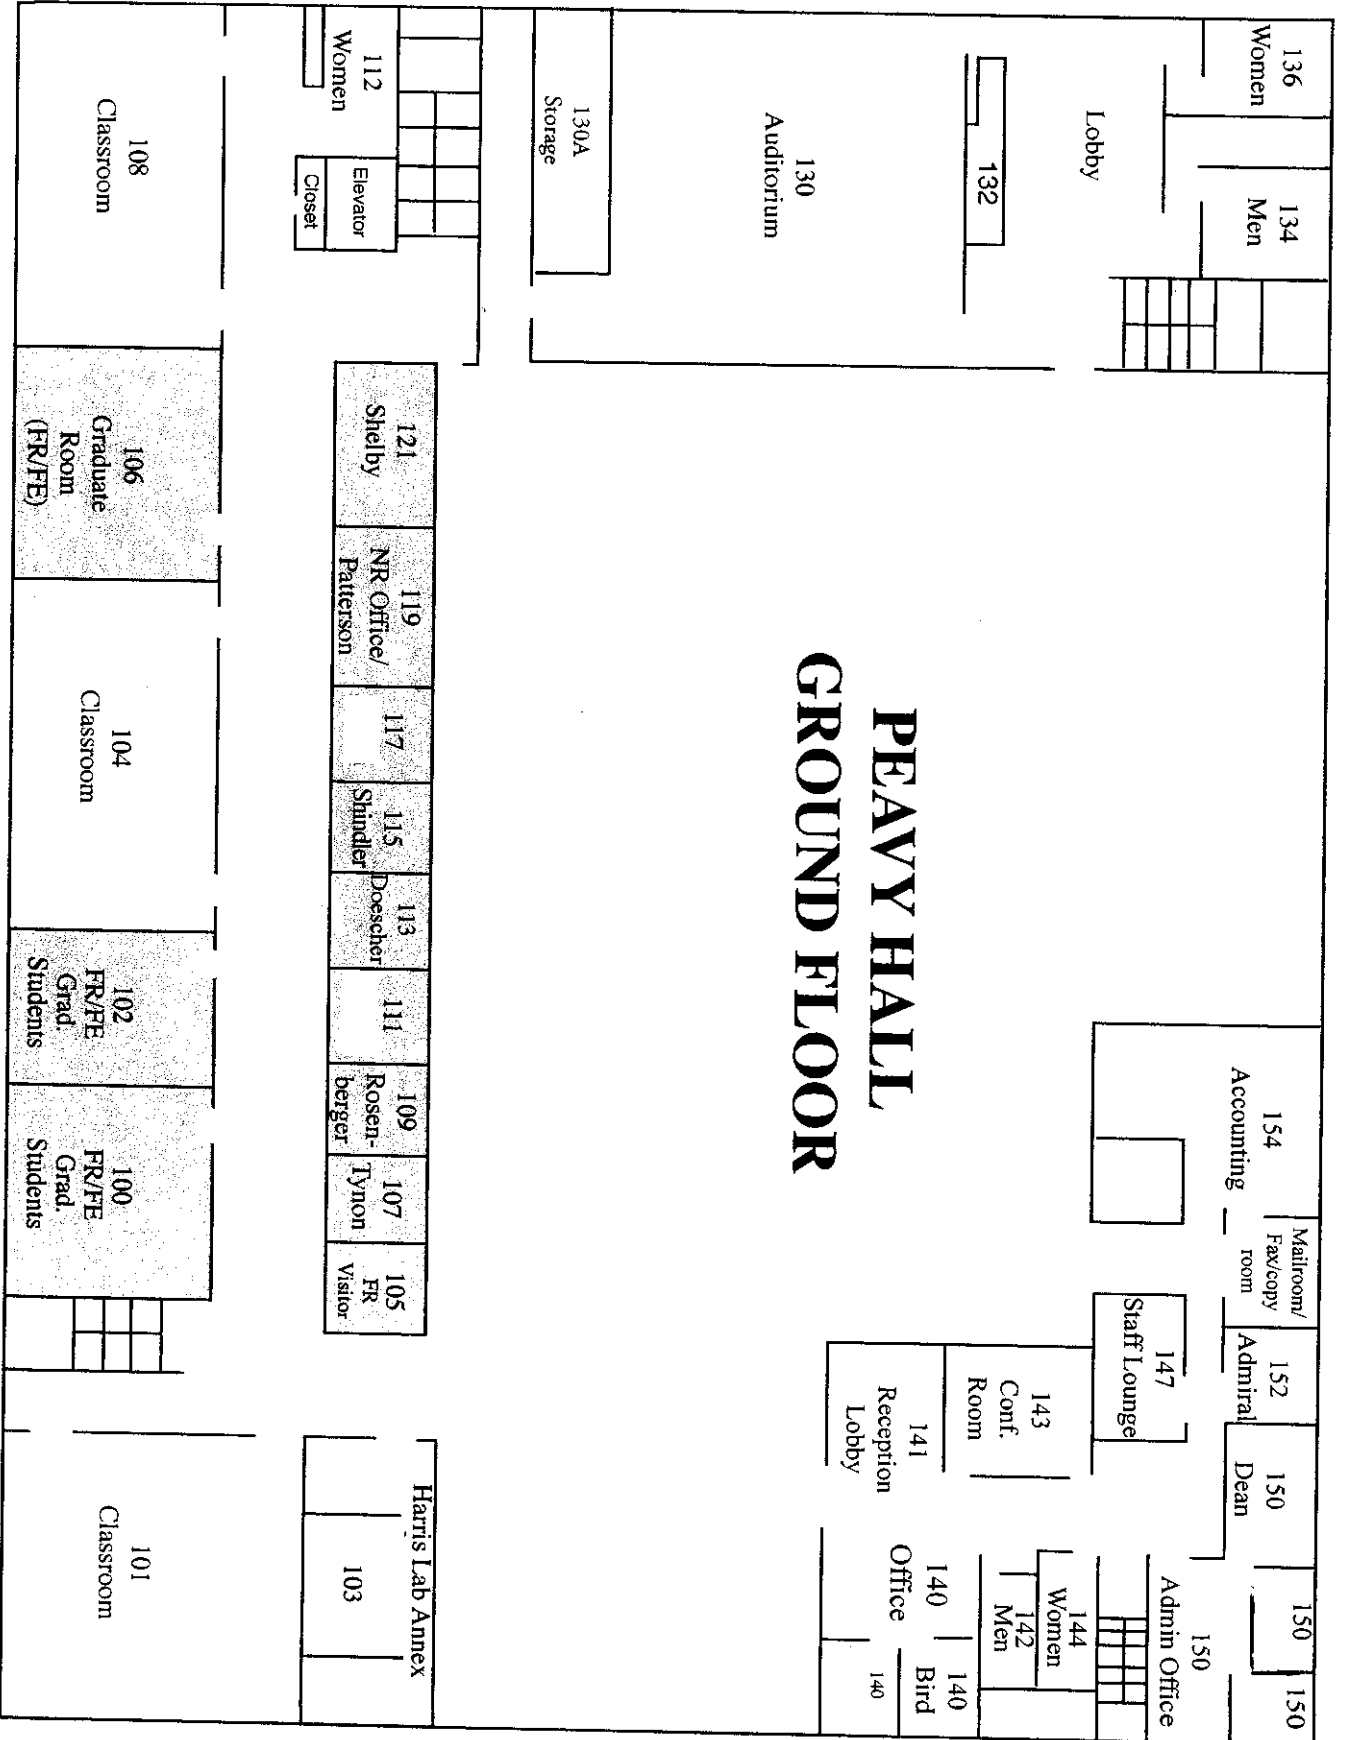 PEAVY HALL
GROUND FLOOR
136
Women
134
Men
Lobby
132
130
Auditorium
130A
Storage
112
Women
Elevator
Closet
108
Classroom
106
Graduate
Room
(FR/FE)
104
Classroom
102
FR/FE
Grad.
Students
100
FR/FE
Grad.
Students
121
Shelby
119
NR Office/
Patterson
117
115
Shindler
113
Doescher
111
109
Rosen-
berger
107
Tynon
105
FR
Visitor
101
Classroom
Harris Lab Annex
103
154
Accounting
Mailroom/
Fax/copy
room
152
Admiral
150
Dean
150
150
150
Admin Office
147
Staff Lounge
143
Conf.
Room
141
Reception
Lobby
144
Women
142
Men
140
Office
140
Bird
140